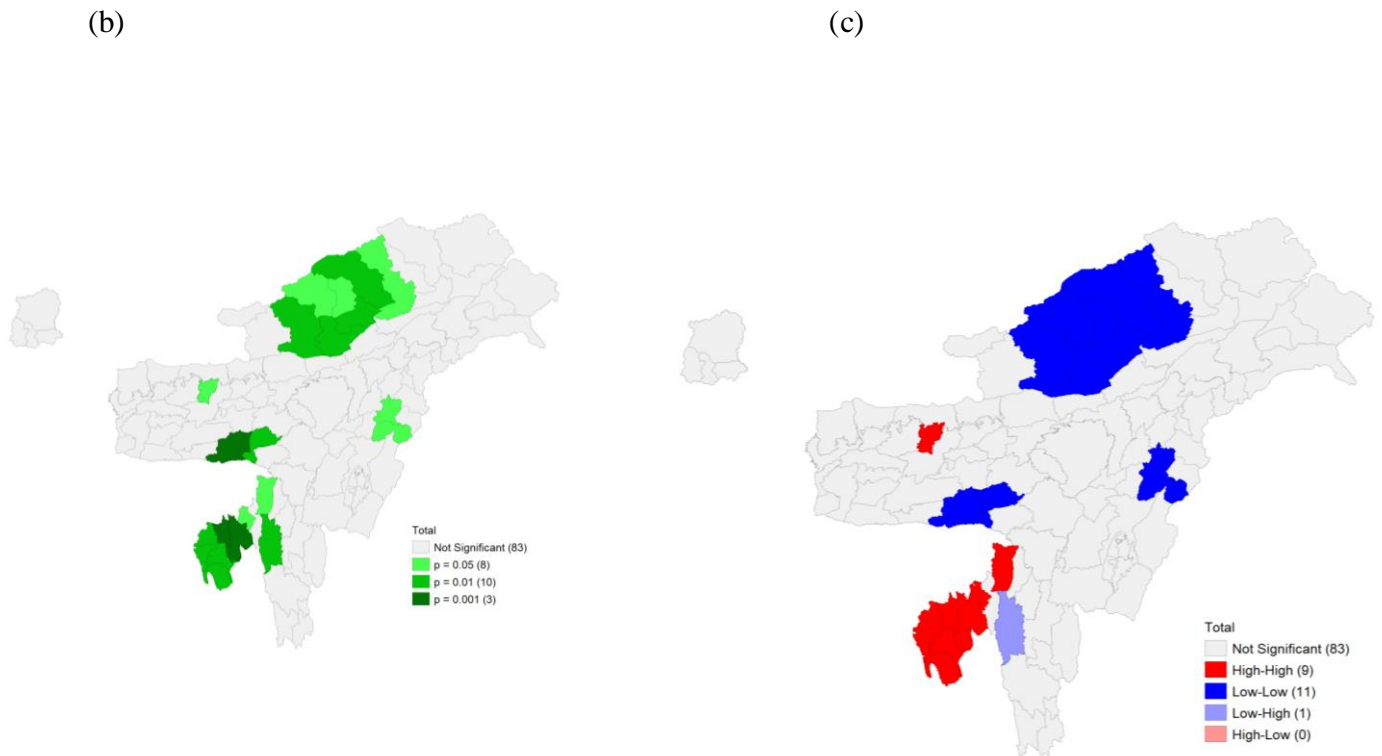 (b)
(c)
Total
Not Significant (83)
p = 0.05 (8)
p = 0.01 (10)
p = 0.001 (3)
Total
Not Significant (83)
High-High (9)
Low-Low (11)
Low-High (1)
High-Low (0)